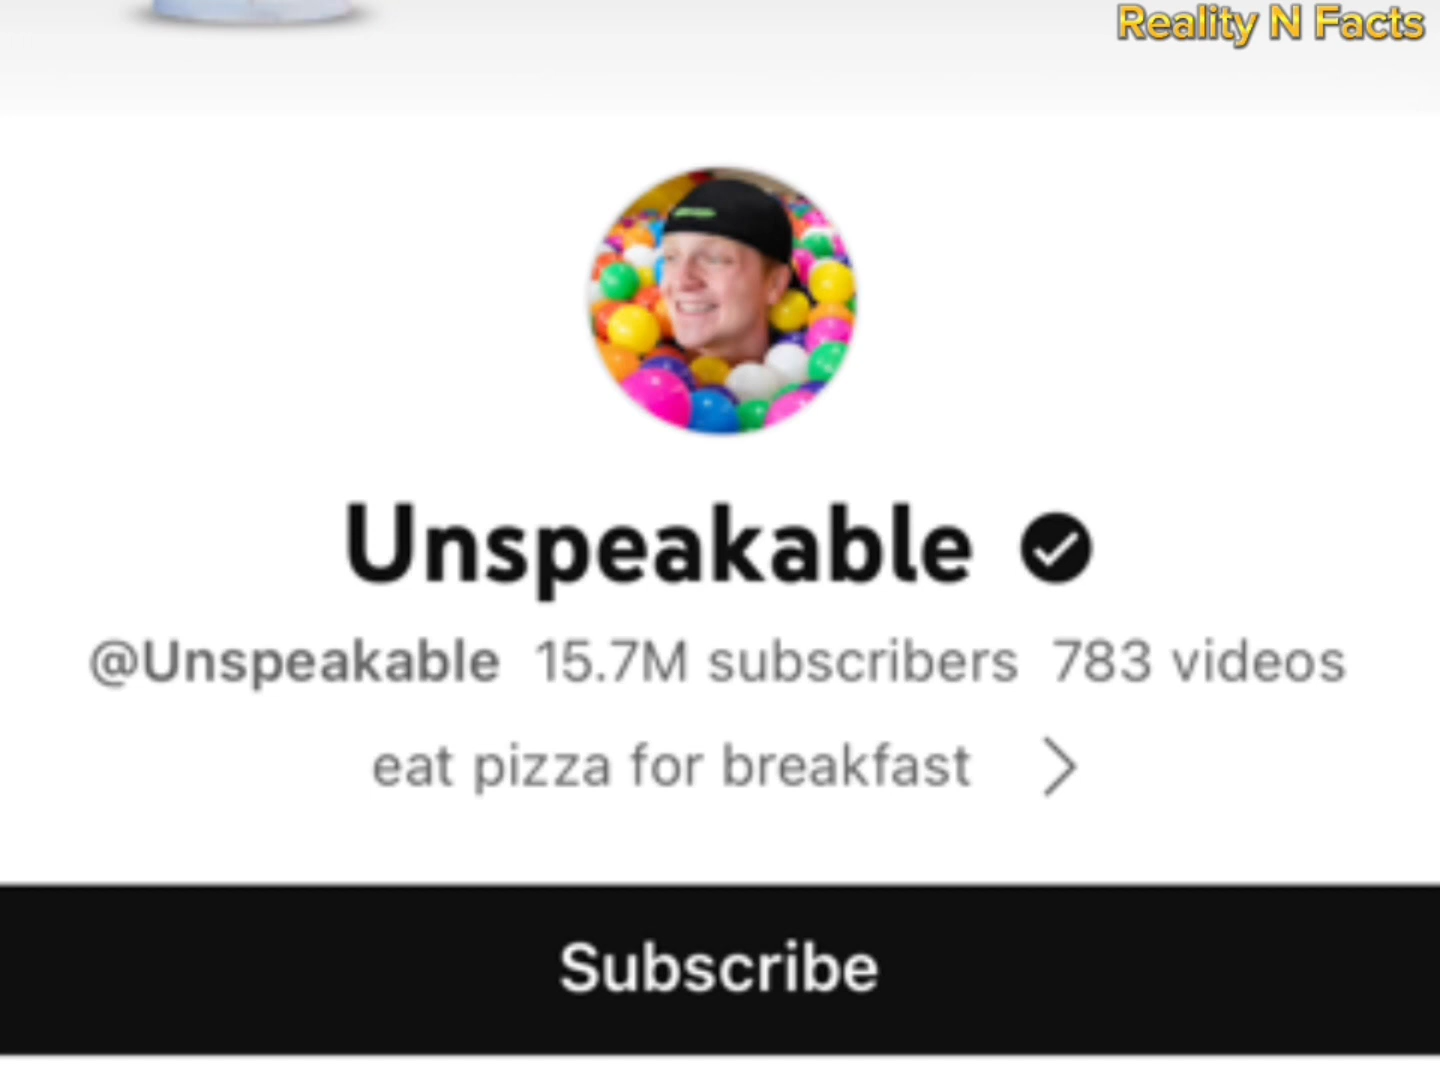 Reality N Facts
Unspeakable
@Unspeakable 15.7M subscribers 783 videos
eat pizza for breakfast
Subscribe